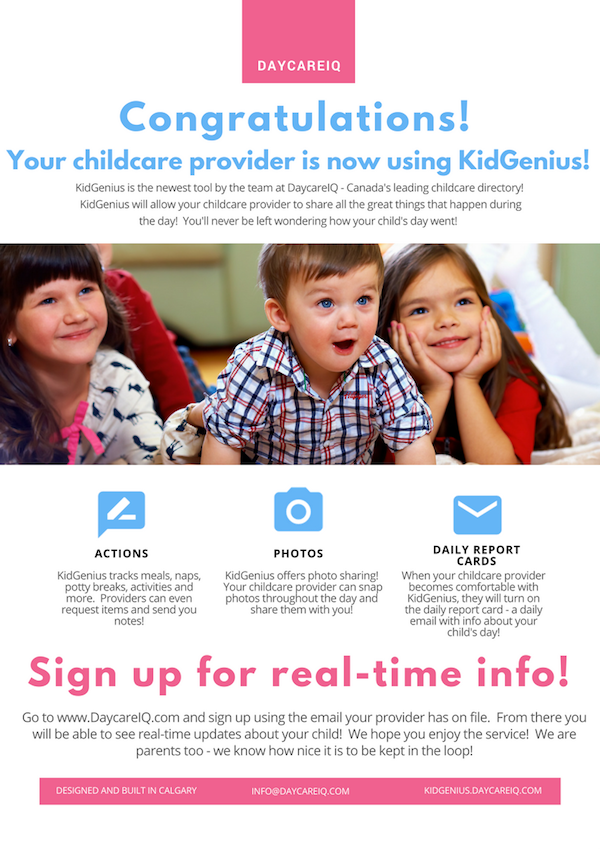 DAYCAREIQ
Congratulations!
Your childcare provider is now using KidGenius!
KidGenius is the newest tool by the team at DaycareIQ - Canada's leading childcare directory!
KidGenius will allow your childcare provider to share all the great things that happen during
the day! You'll never be left wondering how your child's day went!
ACTIONS
KidGenius tracks meals, naps,
potty breaks, activities and
more. Providers can even
request items and send you
notes!
PHOTOS
KidGenius offers photo sharing!
Your childcare provider can snap
photos throughout the day and
share them with you!
DAILY REPORT
CARDS
When your childcare provider
becomes comfortable with
KidGenius, they will turn on
the daily report card - a daily
email with info about your
child's day!
Sign up for real-time info!
Go to www.DaycareIQ.com and sign up using the email your provider has on file. From there you
will be able to see real-time updates about your child! We hope you enjoy the service! We are
parents too - we know how nice it is to be kept in the loop!
DESIGNED AND BUILT IN CALGARY
INFO@DAYCAREIQ.COM
KIDGENIUS.DAYCAREIQ.COM